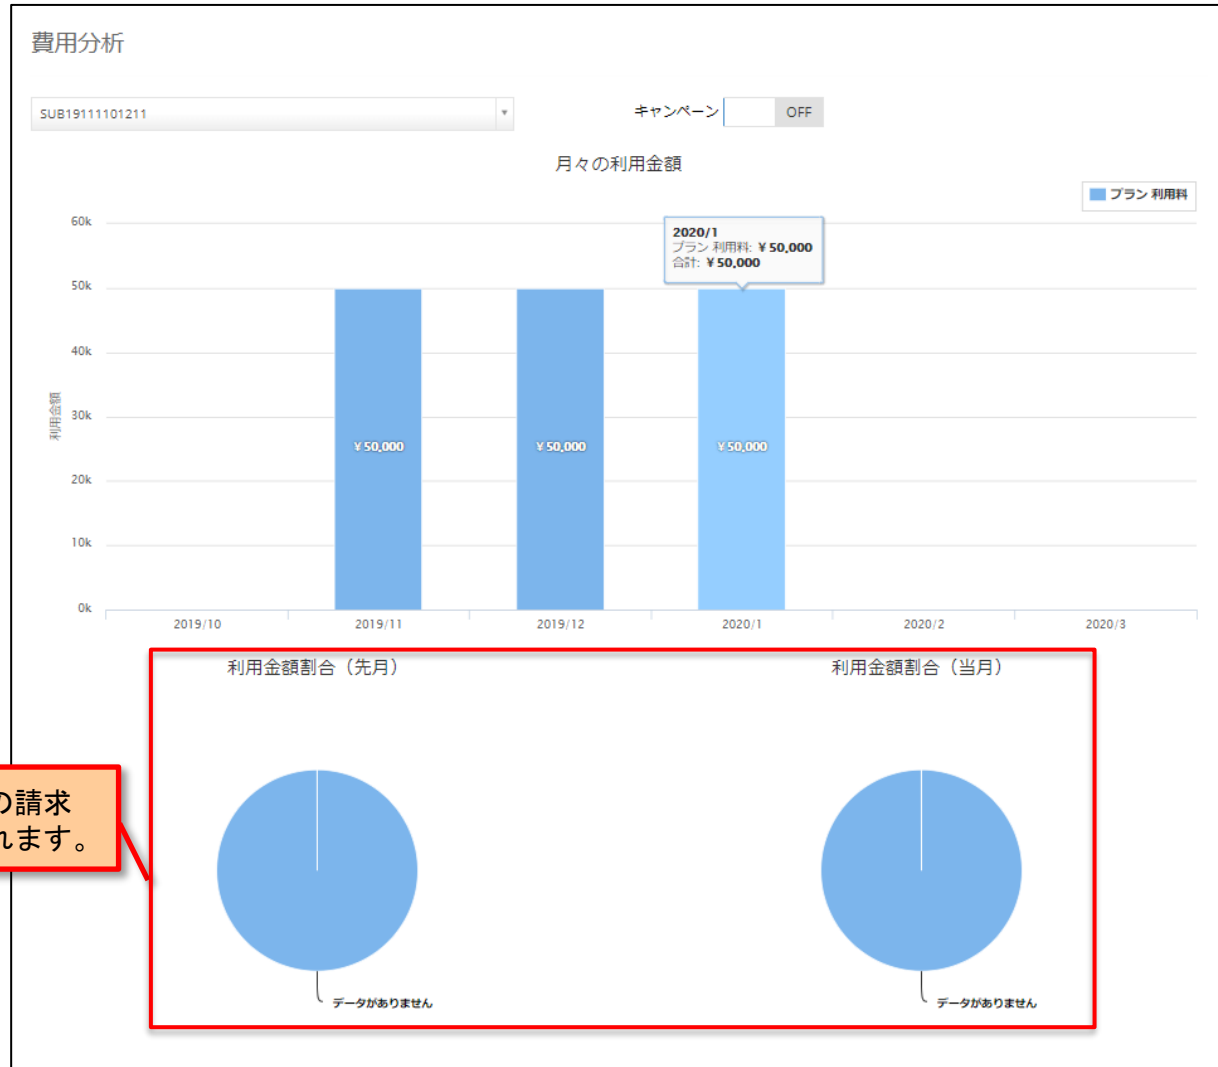 費用分析
SUB19111101211
キャンペーン
OFF
月々の利用金額
プラン 利用料
60k
50k
40k
30k
20k
10k
0k
利用金額
2020/1
プラン 利用料: ¥ 50,000
合計: ¥ 50,000
¥ 50,000
¥ 50,000
¥ 50,000
2019/10
2019/11
2019/12
2020/1
2020/2
2020/3
利用金額割合（先月）
利用金額割合（当月）
の請求
れます。
データがありません
データがありません